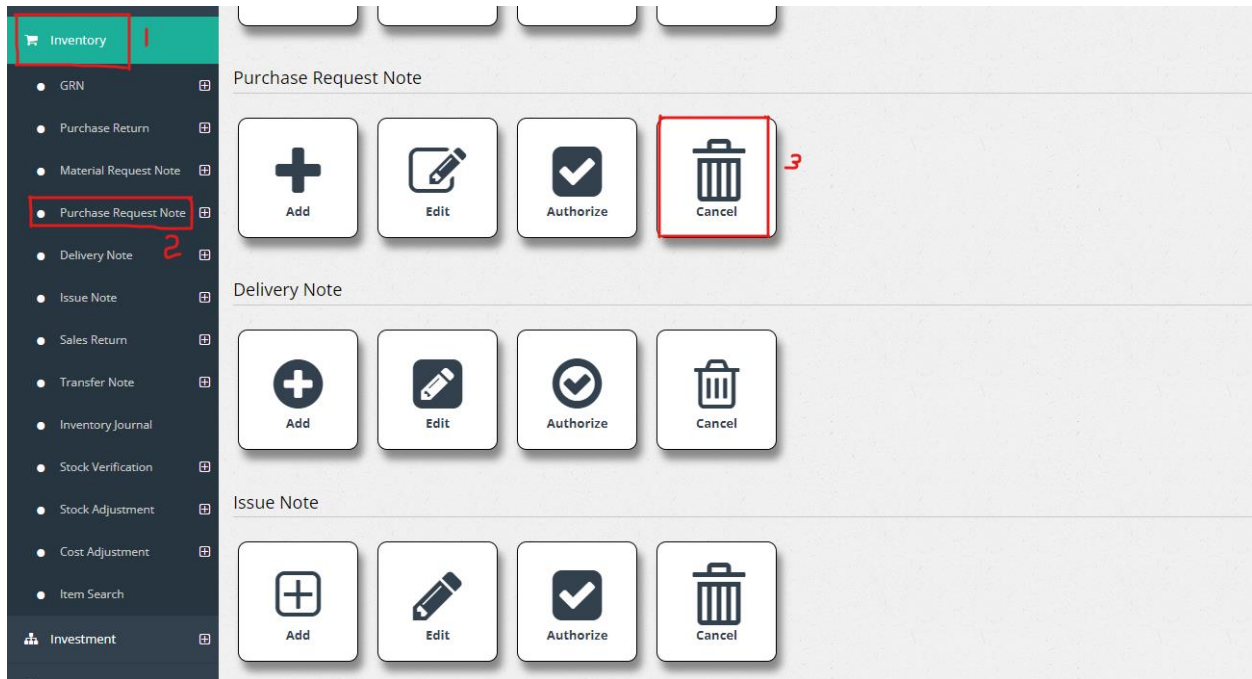 Inventory
1
GRN
Purchase Return
Material Request Note
Purchase Request Note
2
Delivery Note
Issue Note
Sales Return
Transfer Note
Inventory Journal
Stock Verification
Stock Adjustment
Cost Adjustment
Item Search
Investment
Purchase Request Note
Add Edit Authorize Cancel
3
Delivery Note
Add Edit Authorize Cancel
Issue Note
Add Edit Authorize Cancel